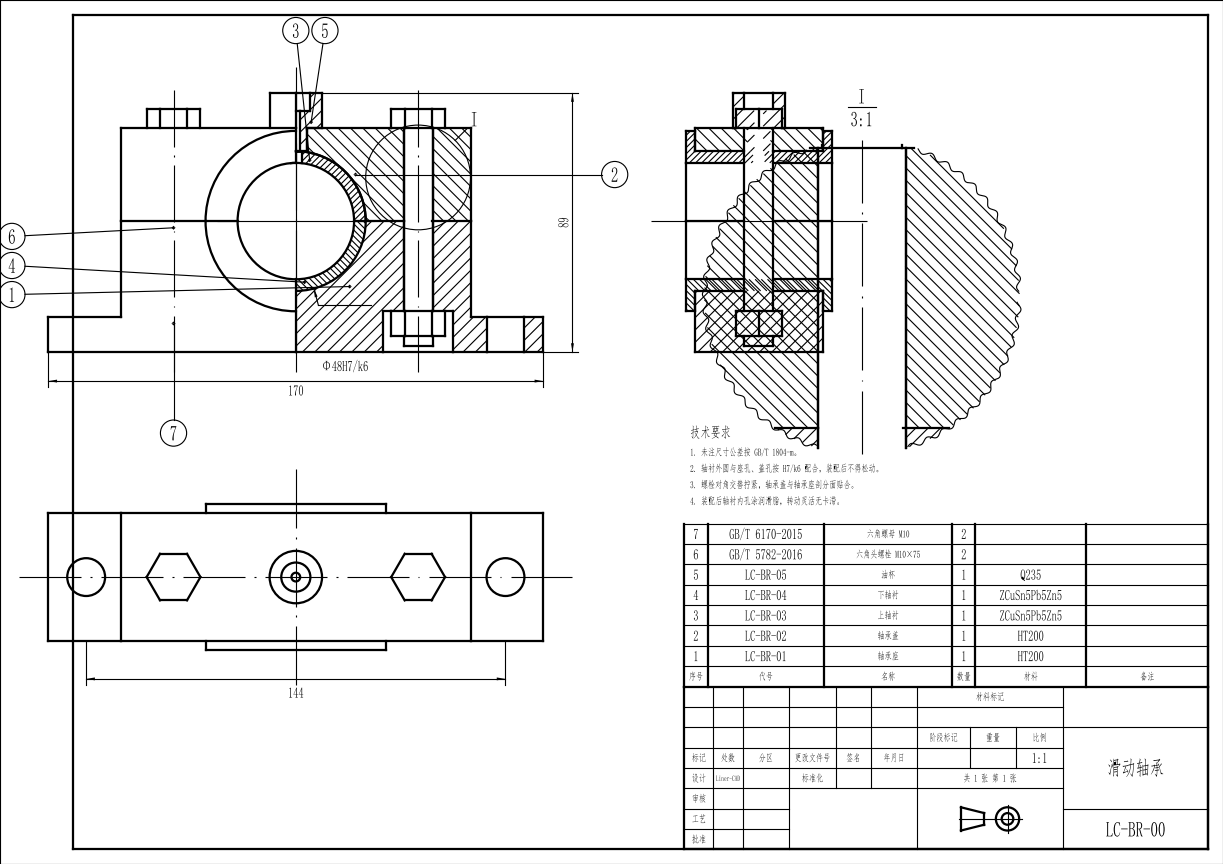 3 5
I
I
3:1
2
89
6
4
1
Φ48H7/k6
170
7
技术要求
1. 未注尺寸公差按 GB/T 1804-m。
2. 轴衬外圆与座孔、盖孔按 H7/k6 配合，装配后不得松动。
3. 螺栓对角交替拧紧，轴承盖与轴承座剖分面贴合。
4. 装配后轴衬内孔涂润滑脂，转动灵活无卡滞。
144
7 GB/T 6170-2015 六角螺母 M10 2
6 GB/T 5782-2016 六角头螺栓 M10×75 2
5 LC-BR-05 油杯 1 Q235
4 LC-BR-04 下轴衬 1 ZCuSn5Pb5Zn5
3 LC-BR-03 上轴衬 1 ZCuSn5Pb5Zn5
2 LC-BR-02 轴承盖 1 HT200
1 LC-BR-01 轴承座 1 HT200
序号 代号 名称 数量 材料 备注
材料标记
阶段标记 重量 比例
标记 处数 分区 更改文件号 签名 年月日 1:1
设计 Liner-CAD 标准化 共 1 张 第 1 张
审核
工艺
批准
滑动轴承
LC-BR-00